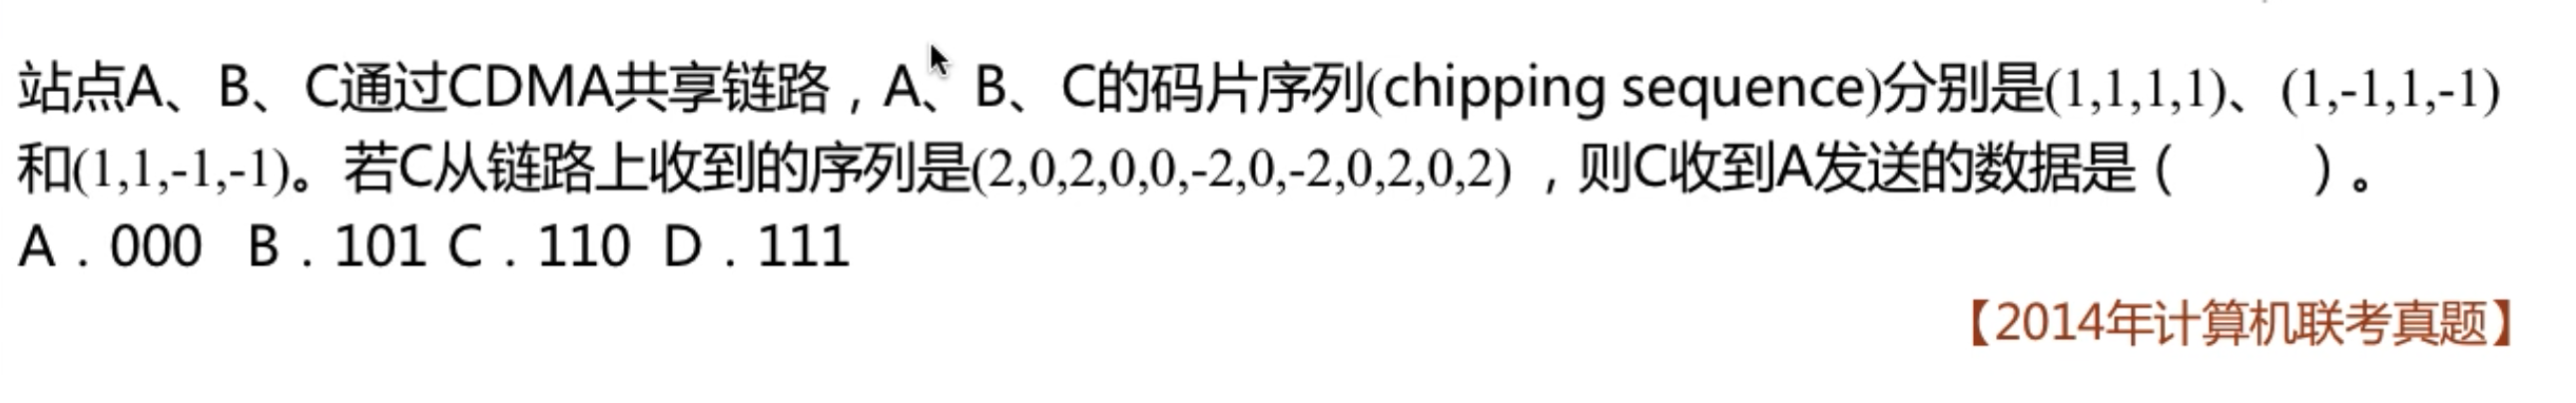 站点A、B、C通过CDMA共享链路，A、B、C的码片序列(chipping sequence)分别是(1,1,1,1)、(1,-1,1,-1)
和(1,1,-1,-1)。若C从链路上收到的序列是(2,0,2,0,0,-2,0,-2,0,2,0,2) ，则C收到A发送的数据是（　　）。
A．000 B．101 C．110 D．111
【2014年计算机联考真题】